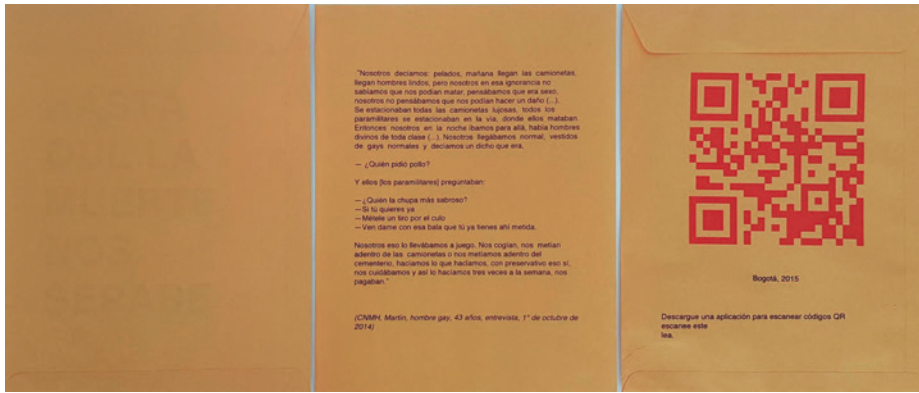 "Nosotros decíamos: pelados, mañana llegan las camionetas,
llegan hombres lindos, pero nosotros en esa ignorancia no
sabíamos que nos podían matar, pensábamos que era sexo,
nosotros no pensábamos que nos podían hacer un daño (...).
Se estacionaban todas las camionetas lujosas, todos los
paramilitares se estacionaban en la vía, donde ellos mataban.
Entonces nosotros en la noche íbamos para allá, había hombres
divinos de toda clase (...). Nosotros llegábamos normal, vestidos
de gays normales y decíamos un dicho que era,
— ¿Quién pidió pollo?
Y ellos [los paramilitares] preguntaban:
— ¿Quién la chupa más sabroso?
— Si tú quieres ya
— Métele un tiro por el culo
— Ven dame con esa bala que tú ya tienes ahí metida.
Nosotros eso lo llevábamos a juego. Nos cogían, nos metían
adentro de las camionetas o nos metíamos adentro del
cementerio, hacíamos lo que hacíamos, con preservativo eso sí,
nos cuidábamos y así lo hacíamos tres veces a la semana, nos
pagaban."
(CNMH, Martín, hombre gay, 43 años, entrevista, 1° de octubre de
2014)
Bogotá, 2015
Descargue una aplicación para escanear códigos QR
escanee este
lea.